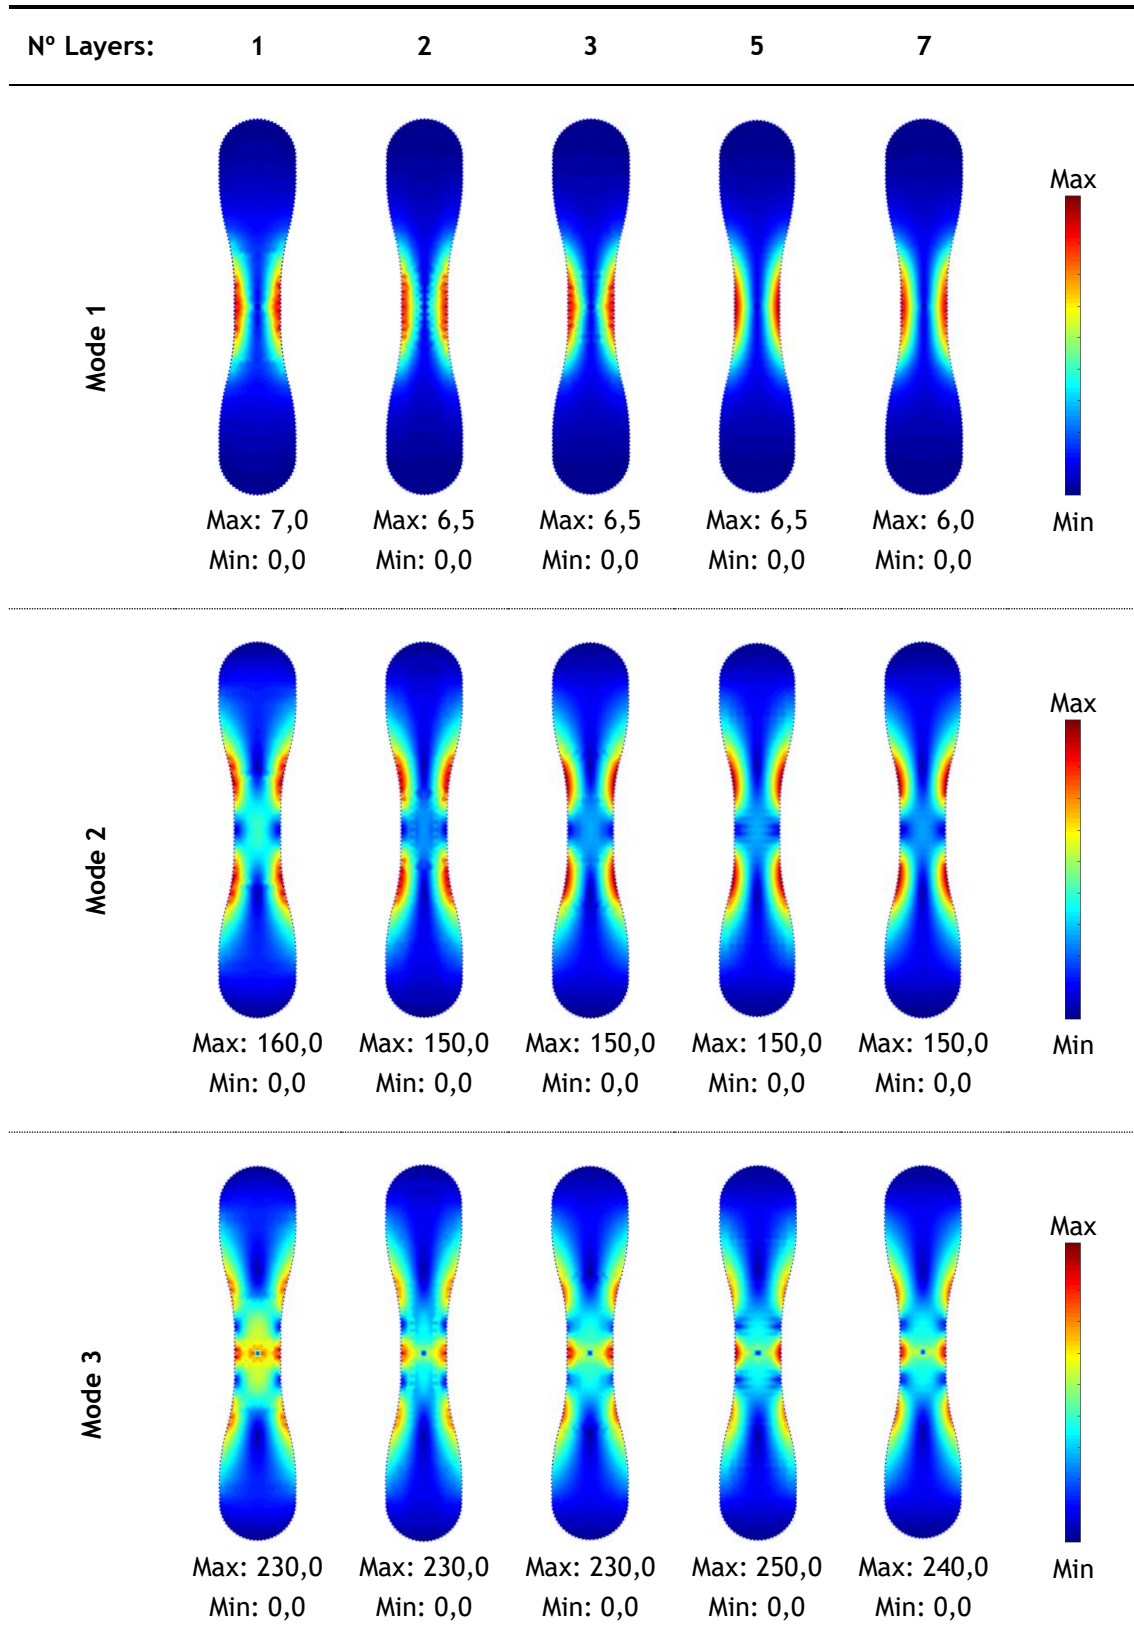 Nº Layers: 1 2 3 5 7
Mode 1
Max
Min
Max: 7,0 Max: 6,5 Max: 6,5 Max: 6,5 Max: 6,0
Min: 0,0 Min: 0,0 Min: 0,0 Min: 0,0 Min: 0,0
Mode 2
Max
Min
Max: 160,0 Max: 150,0 Max: 150,0 Max: 150,0 Max: 150,0
Min: 0,0 Min: 0,0 Min: 0,0 Min: 0,0 Min: 0,0
Mode 3
Max
Min
Max: 230,0 Max: 230,0 Max: 230,0 Max: 250,0 Max: 240,0
Min: 0,0 Min: 0,0 Min: 0,0 Min: 0,0 Min: 0,0